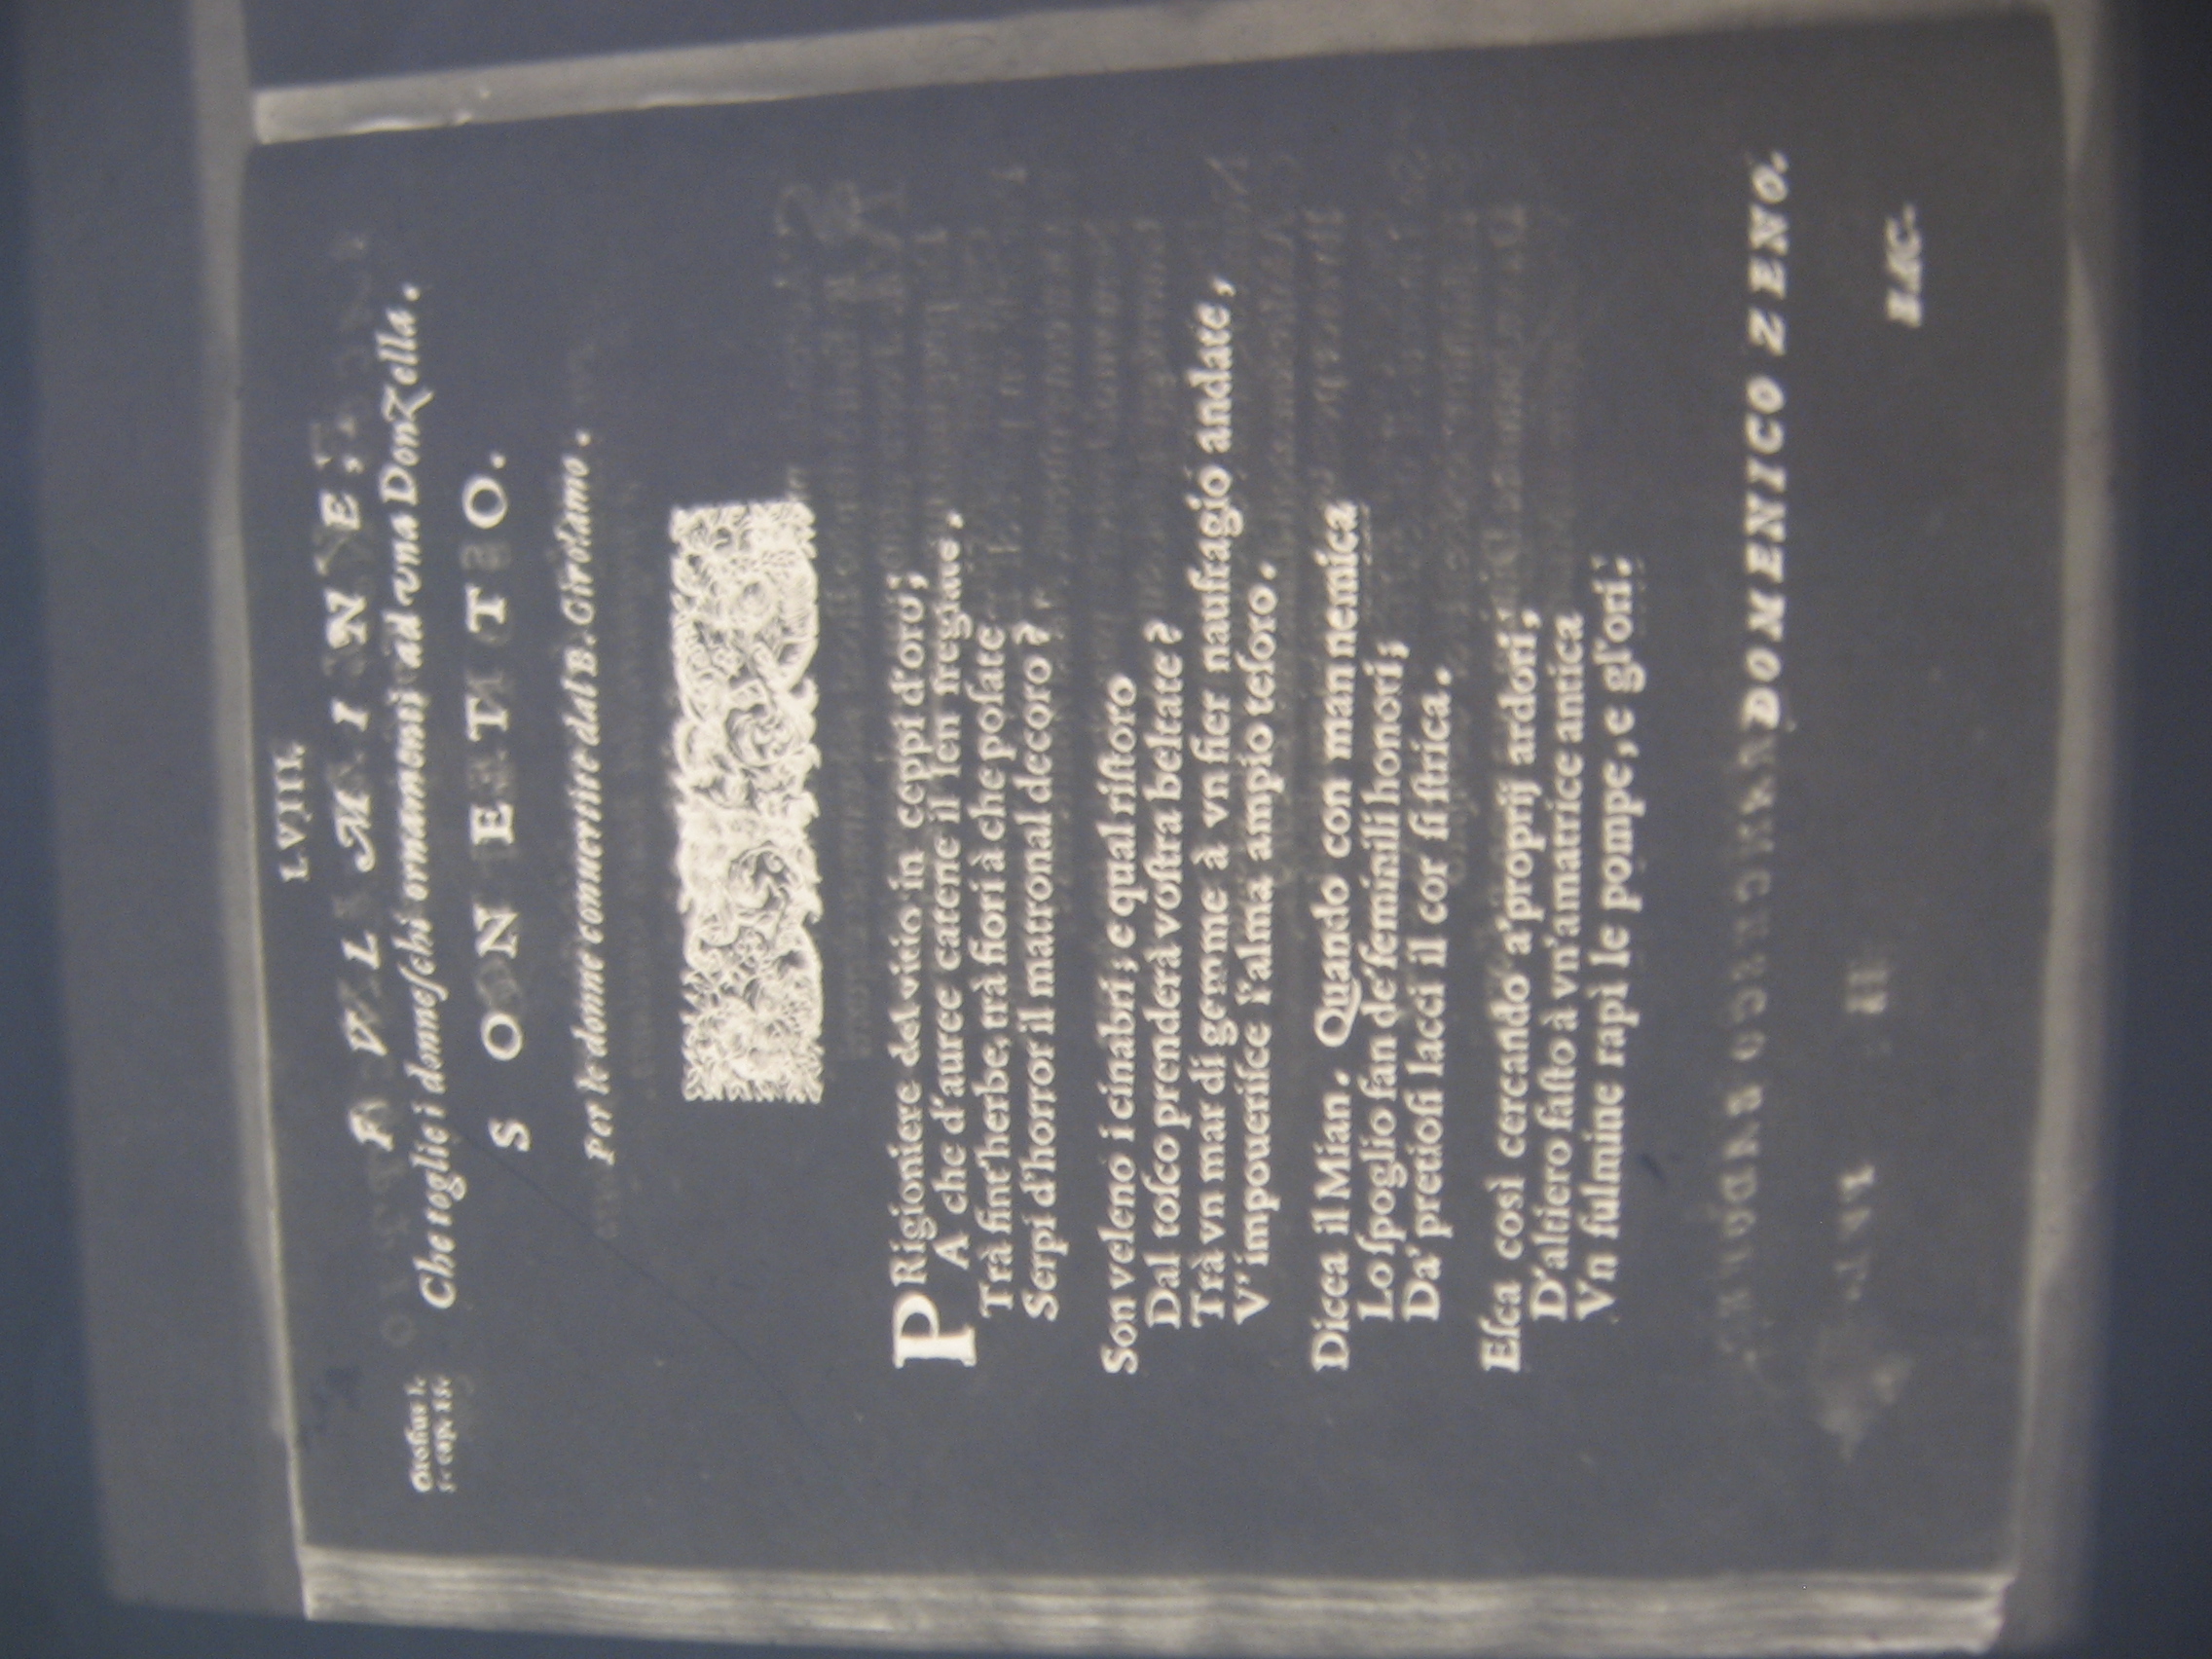 LVIII.
FVLMINE;
Che toglie i donneſchi ornamenti ad vna Donzella.
Oroſius l.
5. cap. 15.
SONETTO.
Per le donne conuertite dal B. Girolamo.
PRigioniere del vitio in ceppi d'oro;
A che d'auree catene il ſen fregiate.
Trà fint'herbe, trà fiori à che poſate
Serpi d'horror il matronal decoro?
Son veleno i cinabri; e qual riſtoro
Dal toſco prenderà voſtra beltate?
Trà vn mar di gemme à vn fier naufragio andate,
V'impoueriſce l'alma ampio teſoro.
Dicea il Mian. Quando con man nemica
Lo ſpoglio fan de' feminili honori;
Da' pretioſi lacci il cor ſi ſtrica.
Eſca così cercando a' proprij ardori;
D'altiero faſto à vn'amatrice antica
Vn fulmine rapì le pompe, e gl'ori.
DOMENICO ZENO.